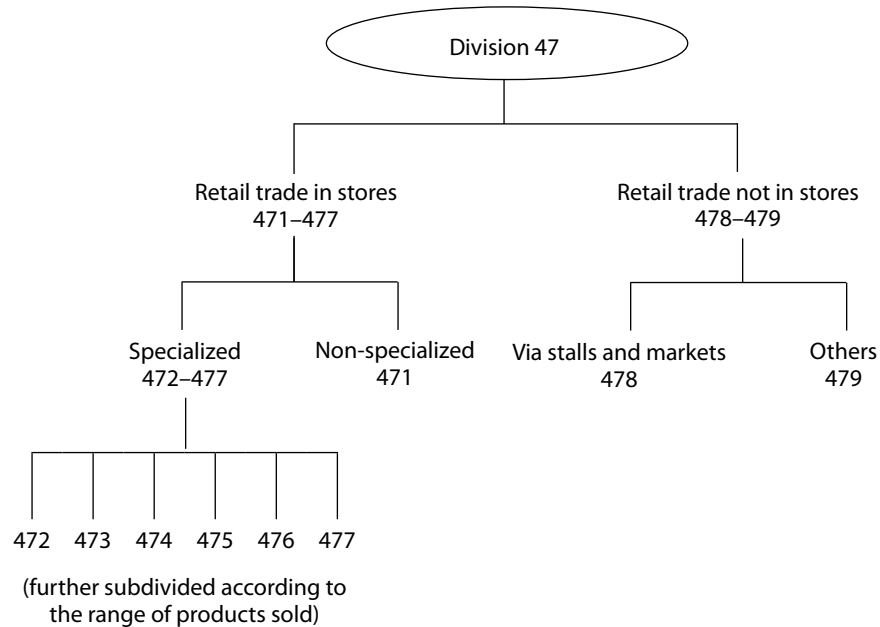 Division 47
Retail trade in stores
471–477
Retail trade not in stores
478–479
Specialized
472–477
Non-specialized
471
Via stalls and markets
478
Others
479
472 473 474 475 476 477
(further subdivided according to
the range of products sold)